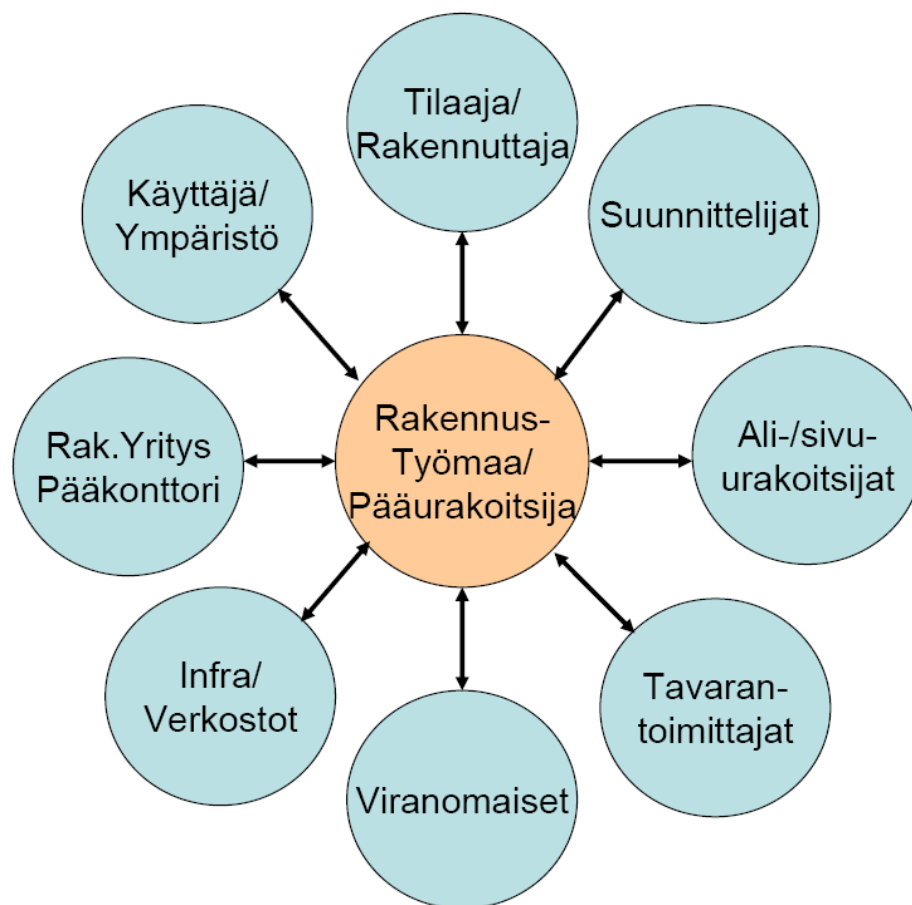 Tilaaja/
Rakennuttaja
Käyttäjä/
Ympäristö
Suunnittelijat
Rakennus-
Työmaa/
Pääurakoitsija
Rak.Yritys
Pääkonttori
Ali-/sivu-
urakoitsijat
Infra/
Verkostot
Tavaran-
toimittajat
Viranomaiset